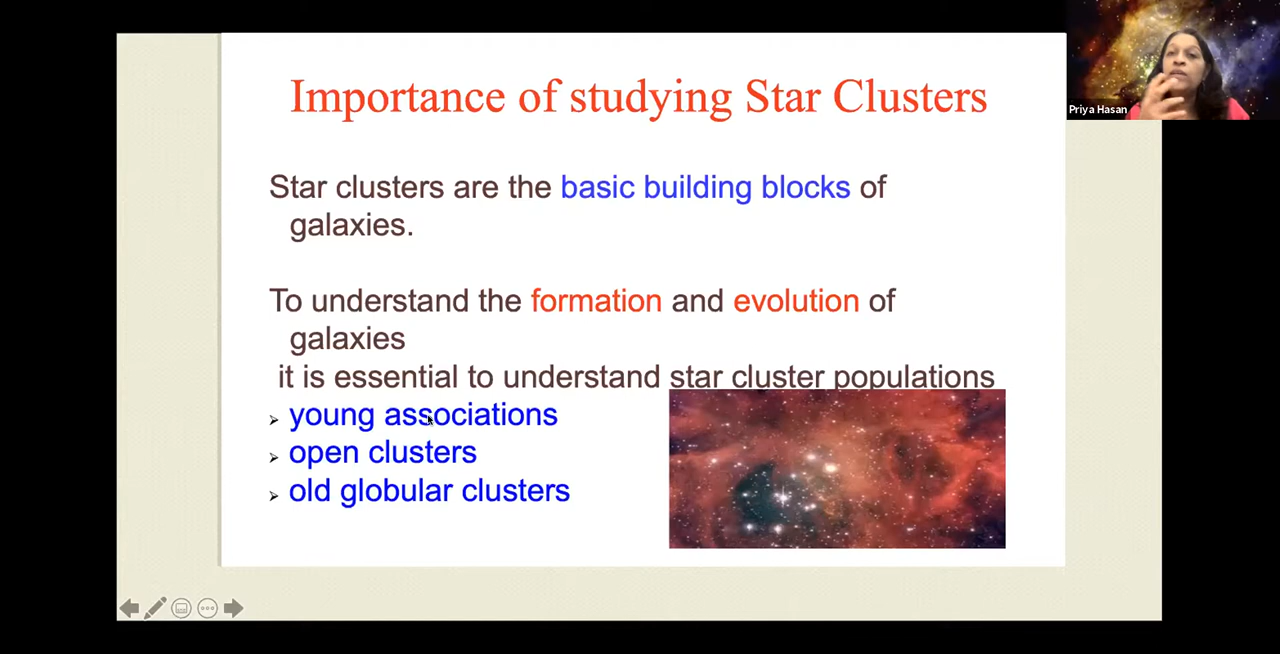 Importance of studying Star Clusters
Priya Hasan
Star clusters are the basic building blocks of
galaxies.
To understand the formation and evolution of
galaxies
it is essential to understand star cluster populations
young associations
open clusters
old globular clusters